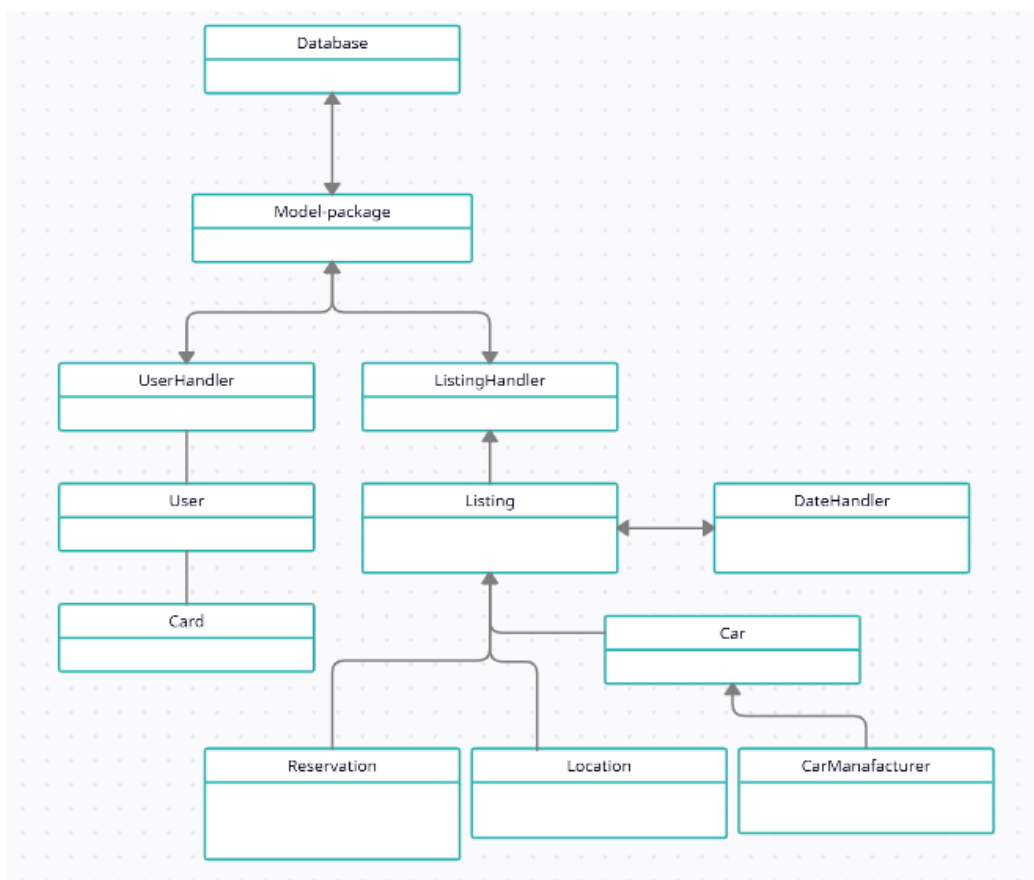 Database
Model-package
UserHandler
ListingHandler
User
Listing
DateHandler
Card
Car
Reservation
Location
CarManafacturer